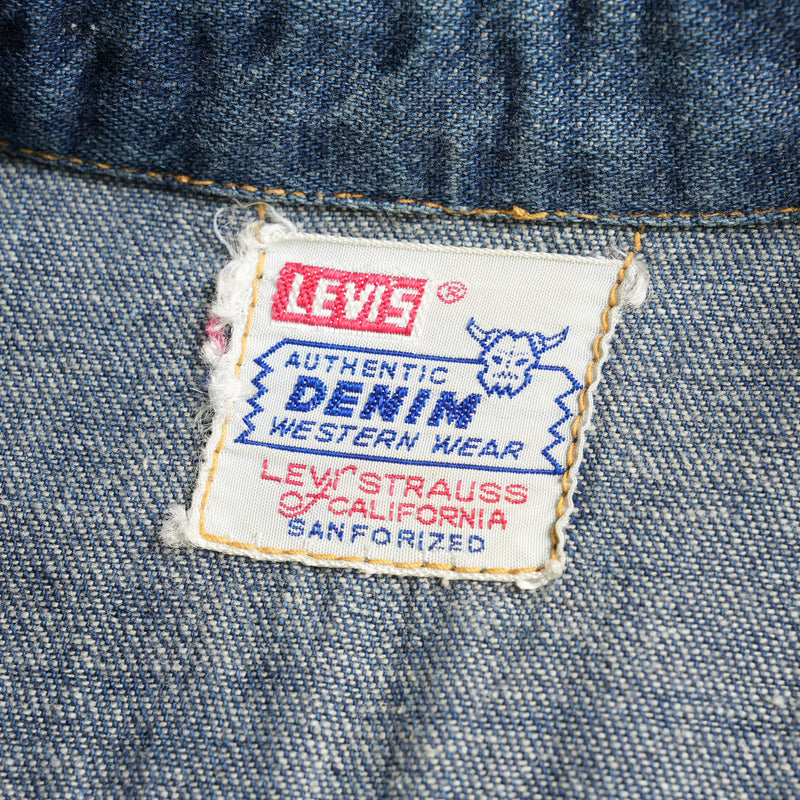 LEVI'S ®
AUTHENTIC
DENIM
WESTERN WEAR
LEVI STRAUSS
of CALIFORNIA
SANFORIZED